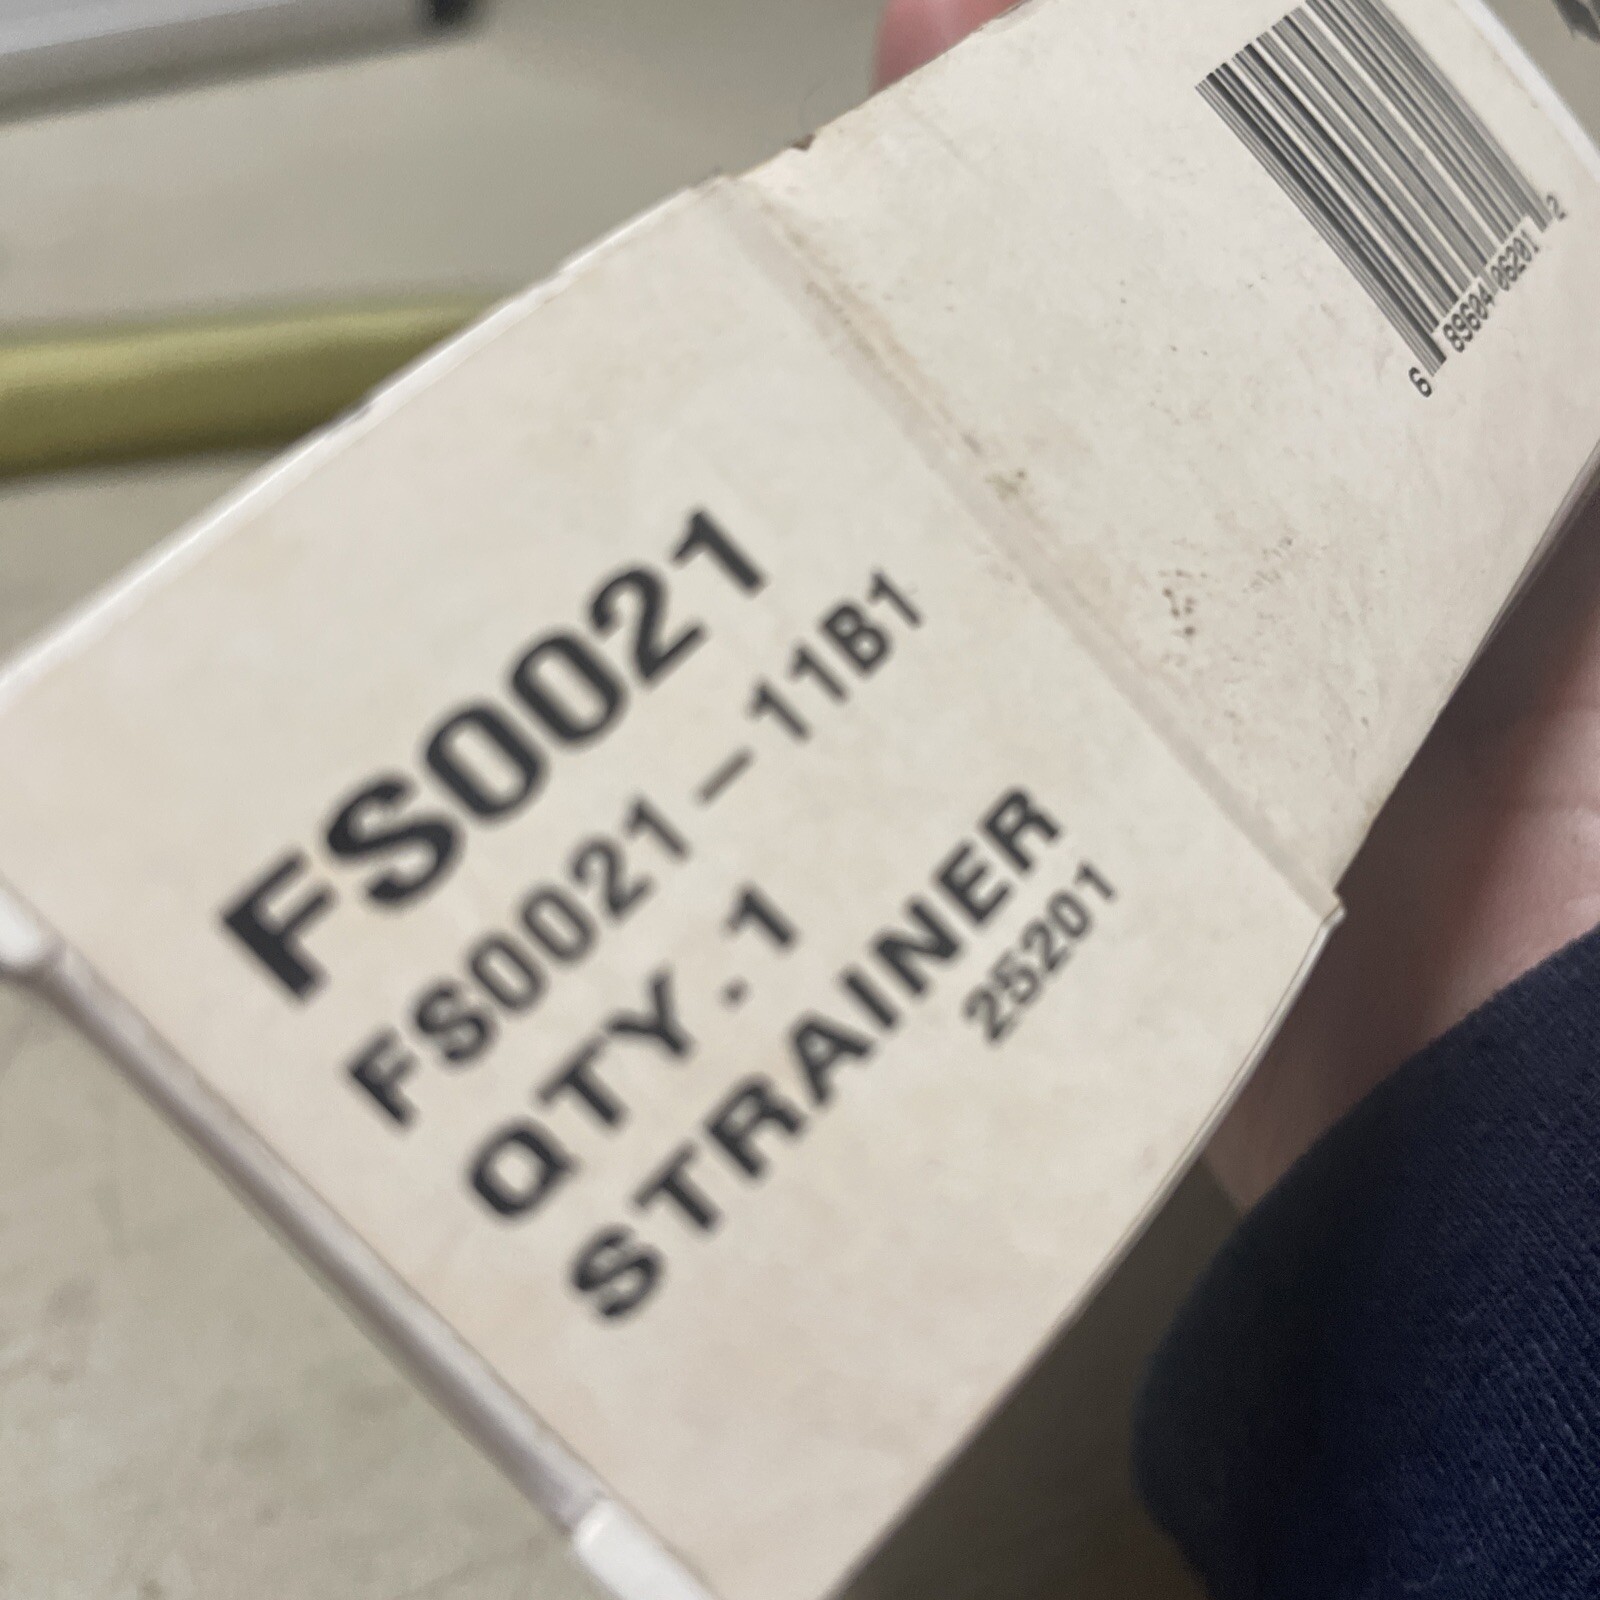 FS0021
FS0021-11B1
QTY.1
STRAINER
25201
6 89604 06201 2